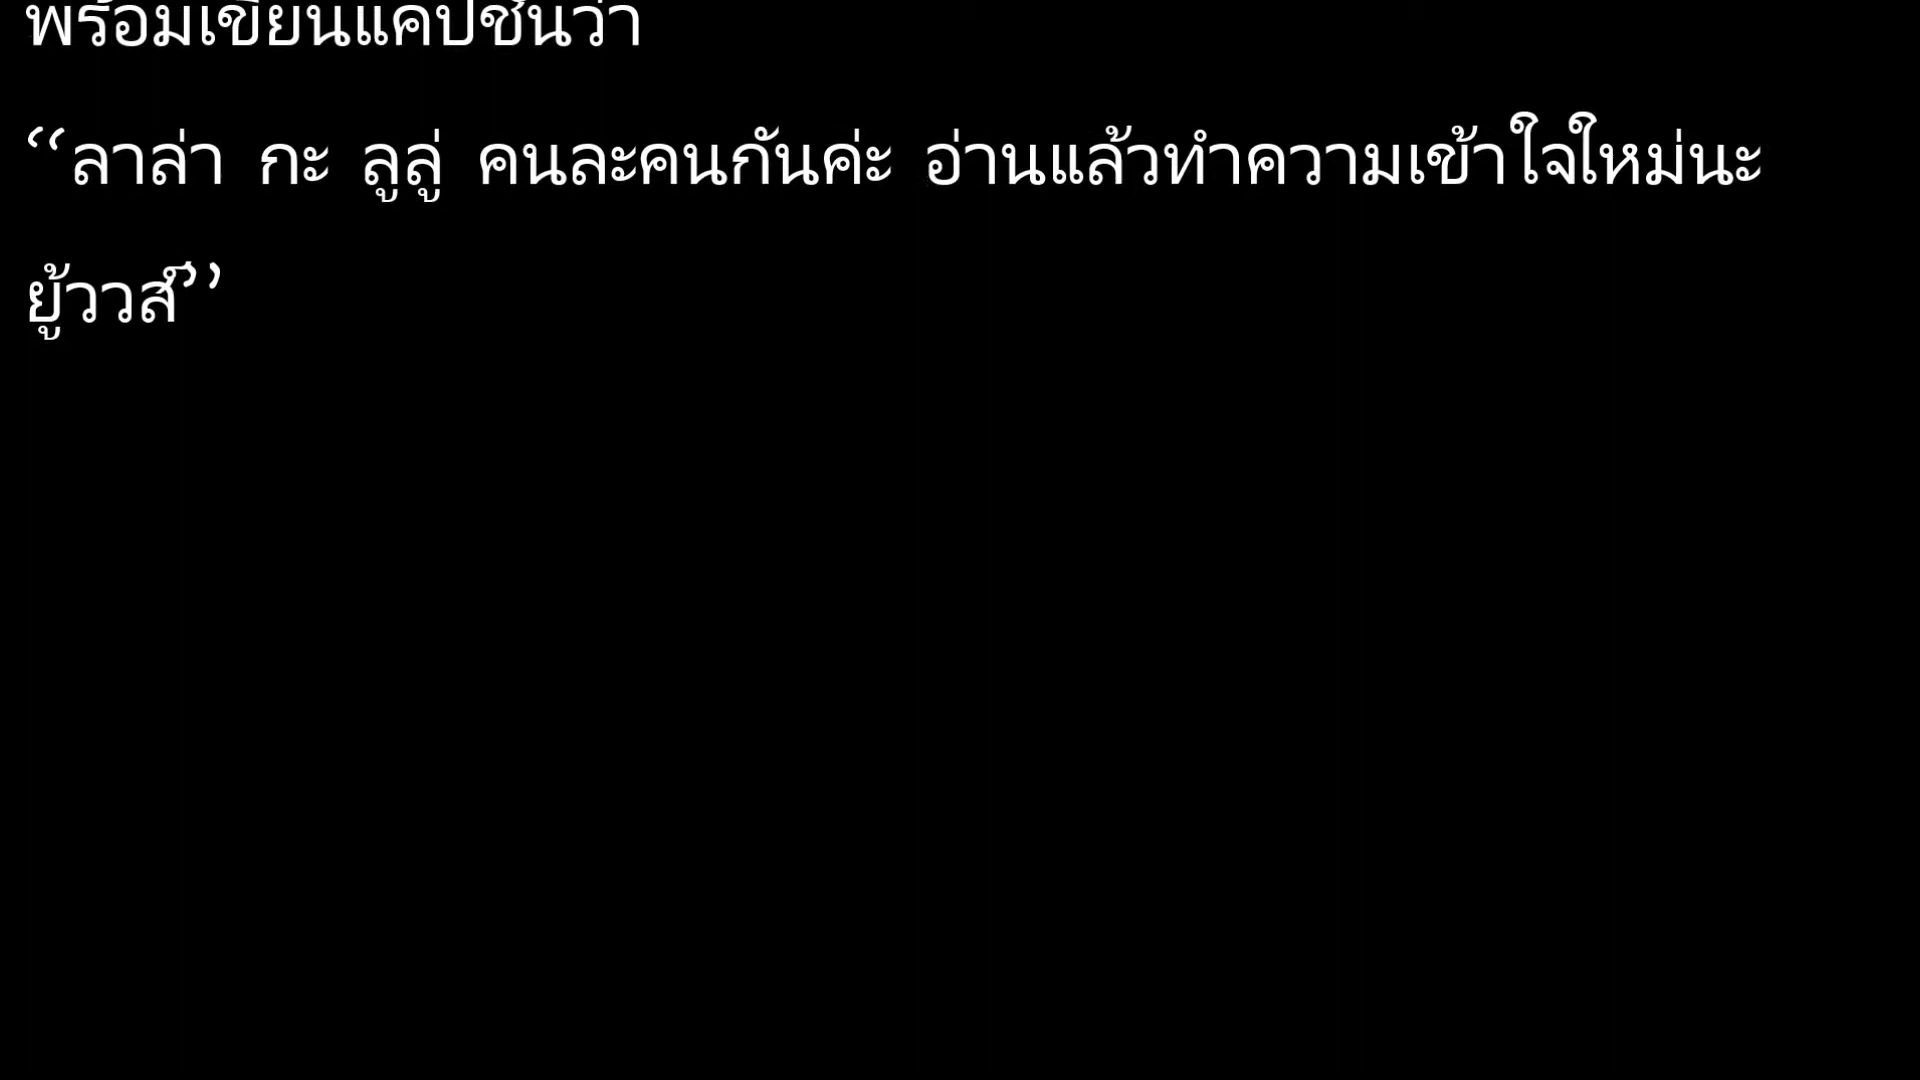 พร้อมเขียนแคปชั่นว่า
“ลาล่า กะ ลูลู่ คนละคนกันค่ะ อ่านแล้วทำความเข้าใจใหม่นะ
ยู้ววส์”